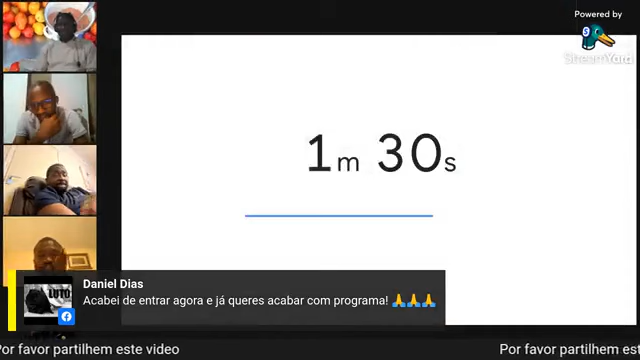 Powered by
StreamYard
1m 30s
LUTO
Daniel Dias
Acabei de entrar agora e já queres acabar com programa! 🙏🙏🙏
Por favor partilhem este video
Por favor partilhem est